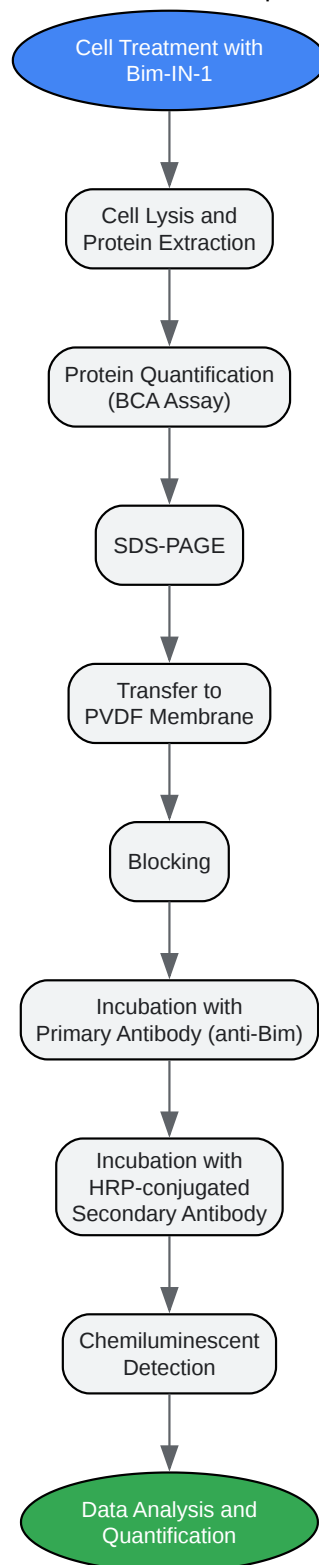 Cell Treatment with
Bim-IN-1
Cell Lysis and
Protein Extraction
Protein Quantification
(BCA Assay)
SDS-PAGE
Transfer to
PVDF Membrane
Blocking
Incubation with
Primary Antibody (anti-Bim)
Incubation with
HRP-conjugated
Secondary Antibody
Chemiluminescent
Detection
Data Analysis and
Quantification